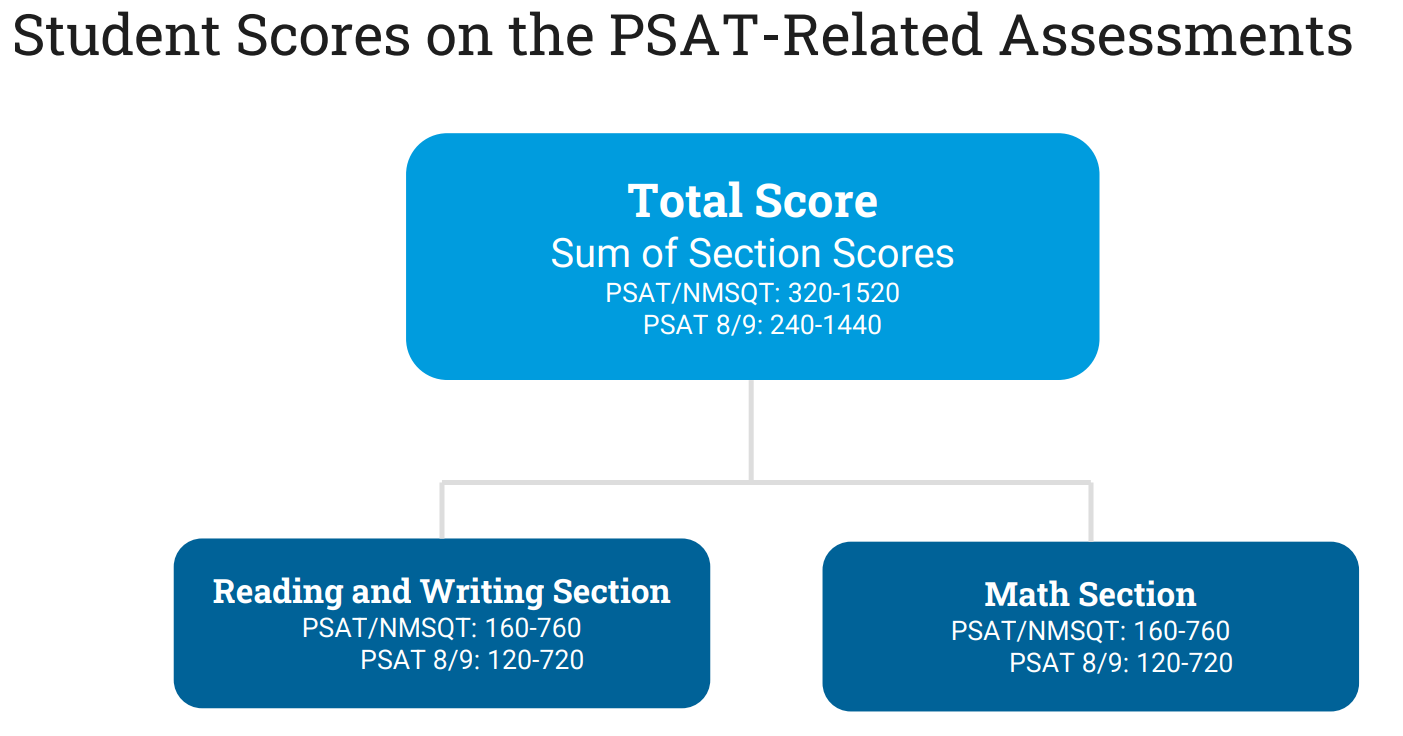 Student Scores on the PSAT-Related Assessments
Total Score
Sum of Section Scores
PSAT/NMSQT: 320-1520
PSAT 8/9: 240-1440
Reading and Writing Section
PSAT/NMSQT: 160-760
PSAT 8/9: 120-720
Math Section
PSAT/NMSQT: 160-760
PSAT 8/9: 120-720